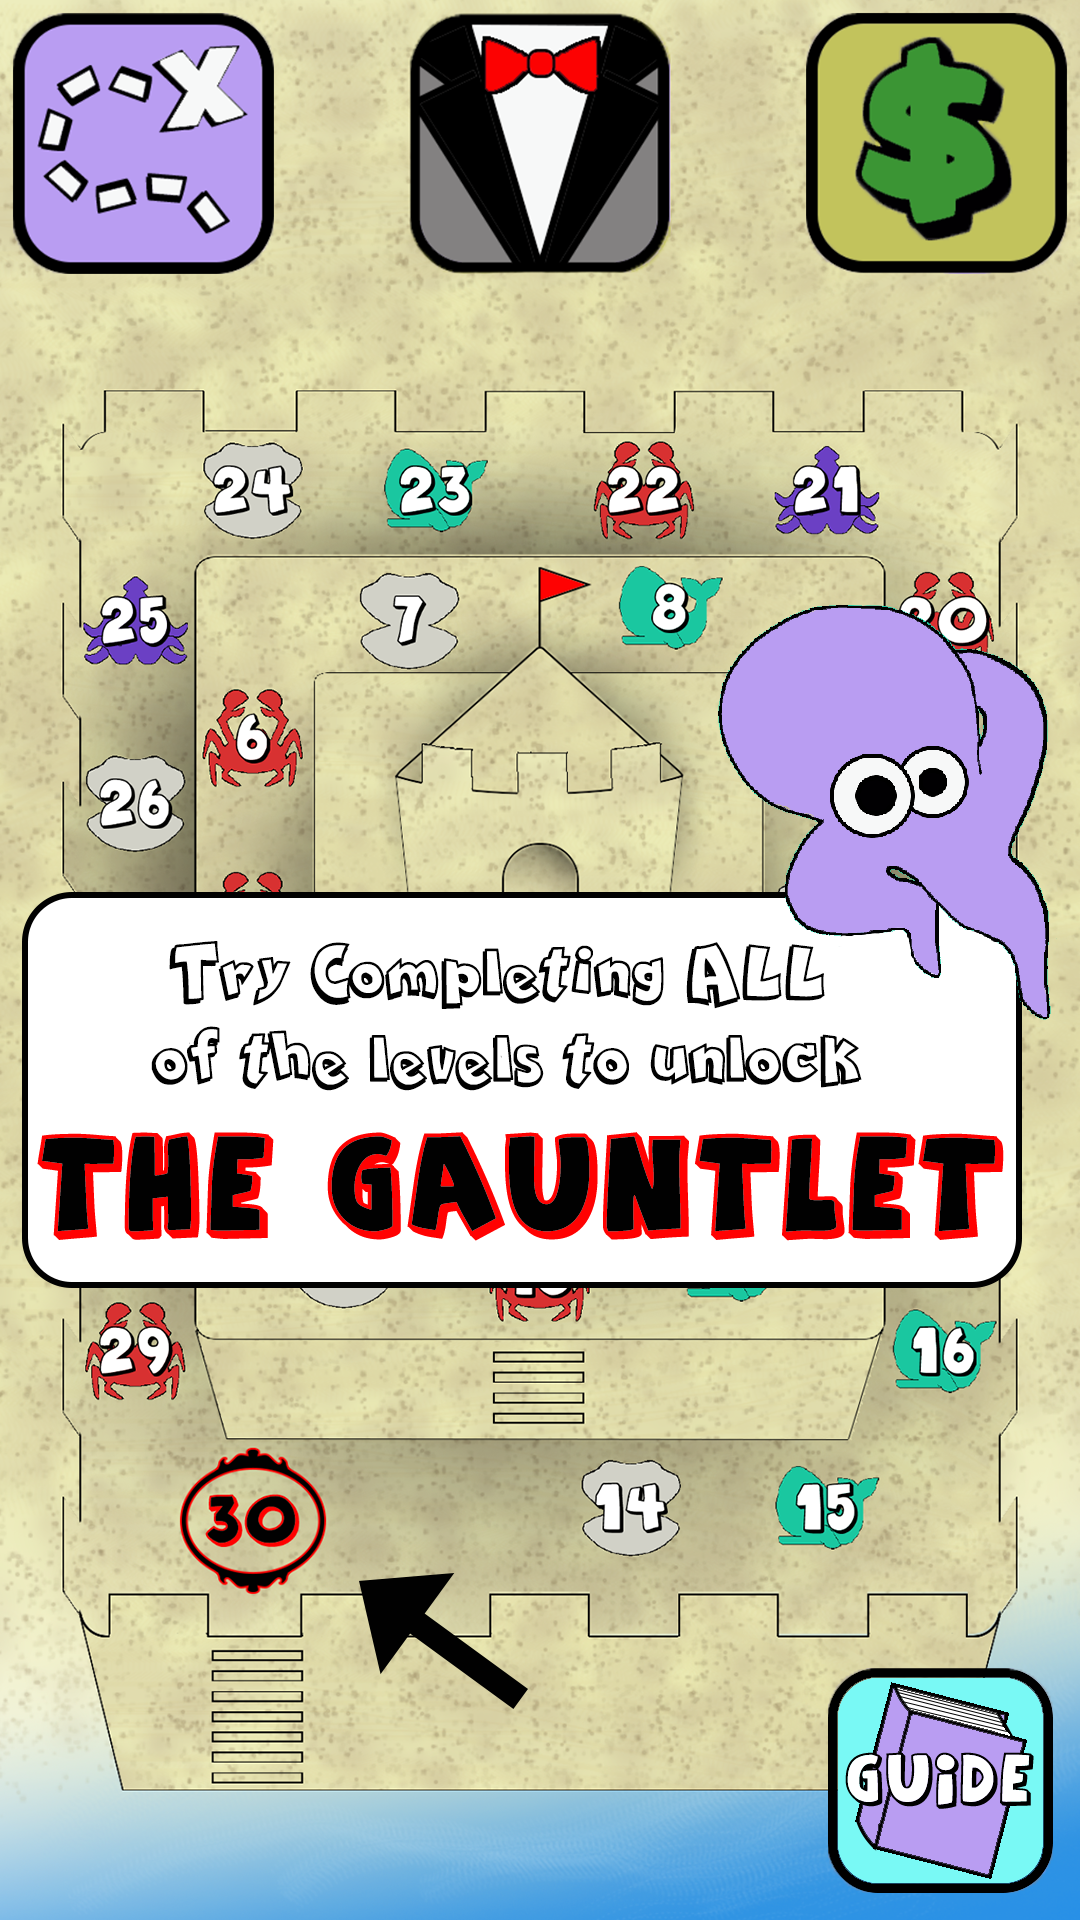 X
$
24 23 22 21
25 7 8 20
6
26
Try Completing ALL
of the levels to unlock
THE GAUNTLET
29 16
30 14 15
GUiDE